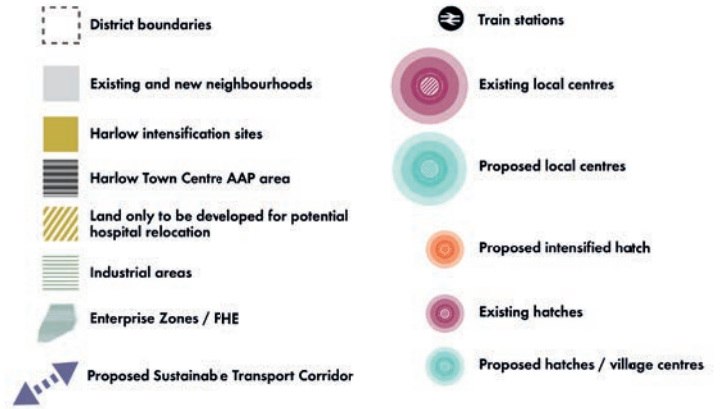 District boundaries
Existing and new neighbourhoods
Harlow intensification sites
Harlow Town Centre AAP area
Land only to be developed for potential
hospital relocation
Industrial areas
Enterprise Zones / FHE
Proposed Sustainable Transport Corridor
Train stations
Existing local centres
Proposed local centres
Proposed intensified hatch
Existing hatches
Proposed hatches / village centres